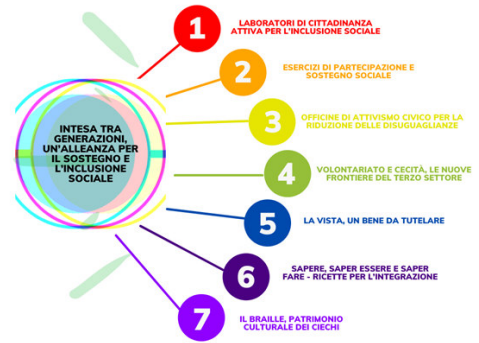 INTESA TRA
GENERAZIONI,
UN'ALLEANZA PER
IL SOSTEGNO E
L'INCLUSIONE
SOCIALE
1
LABORATORI DI CITTADINANZA
ATTIVA PER L'INCLUSIONE SOCIALE
2
ESERCIZI DI PARTECIPAZIONE E
SOSTEGNO SOCIALE
3
OFFICINE DI ATTIVISMO CIVICO PER LA
RIDUZIONE DELLE DISUGUAGLIANZE
4
VOLONTARIATO E CECITÀ, LE NUOVE
FRONTIERE DEL TERZO SETTORE
5
LA VISTA, UN BENE DA TUTELARE
6
SAPERE, SAPER ESSERE E SAPER
FARE - RICETTE PER L'INTEGRAZIONE
7
IL BRAILLE, PATRIMONIO
CULTURALE DEI CIECHI